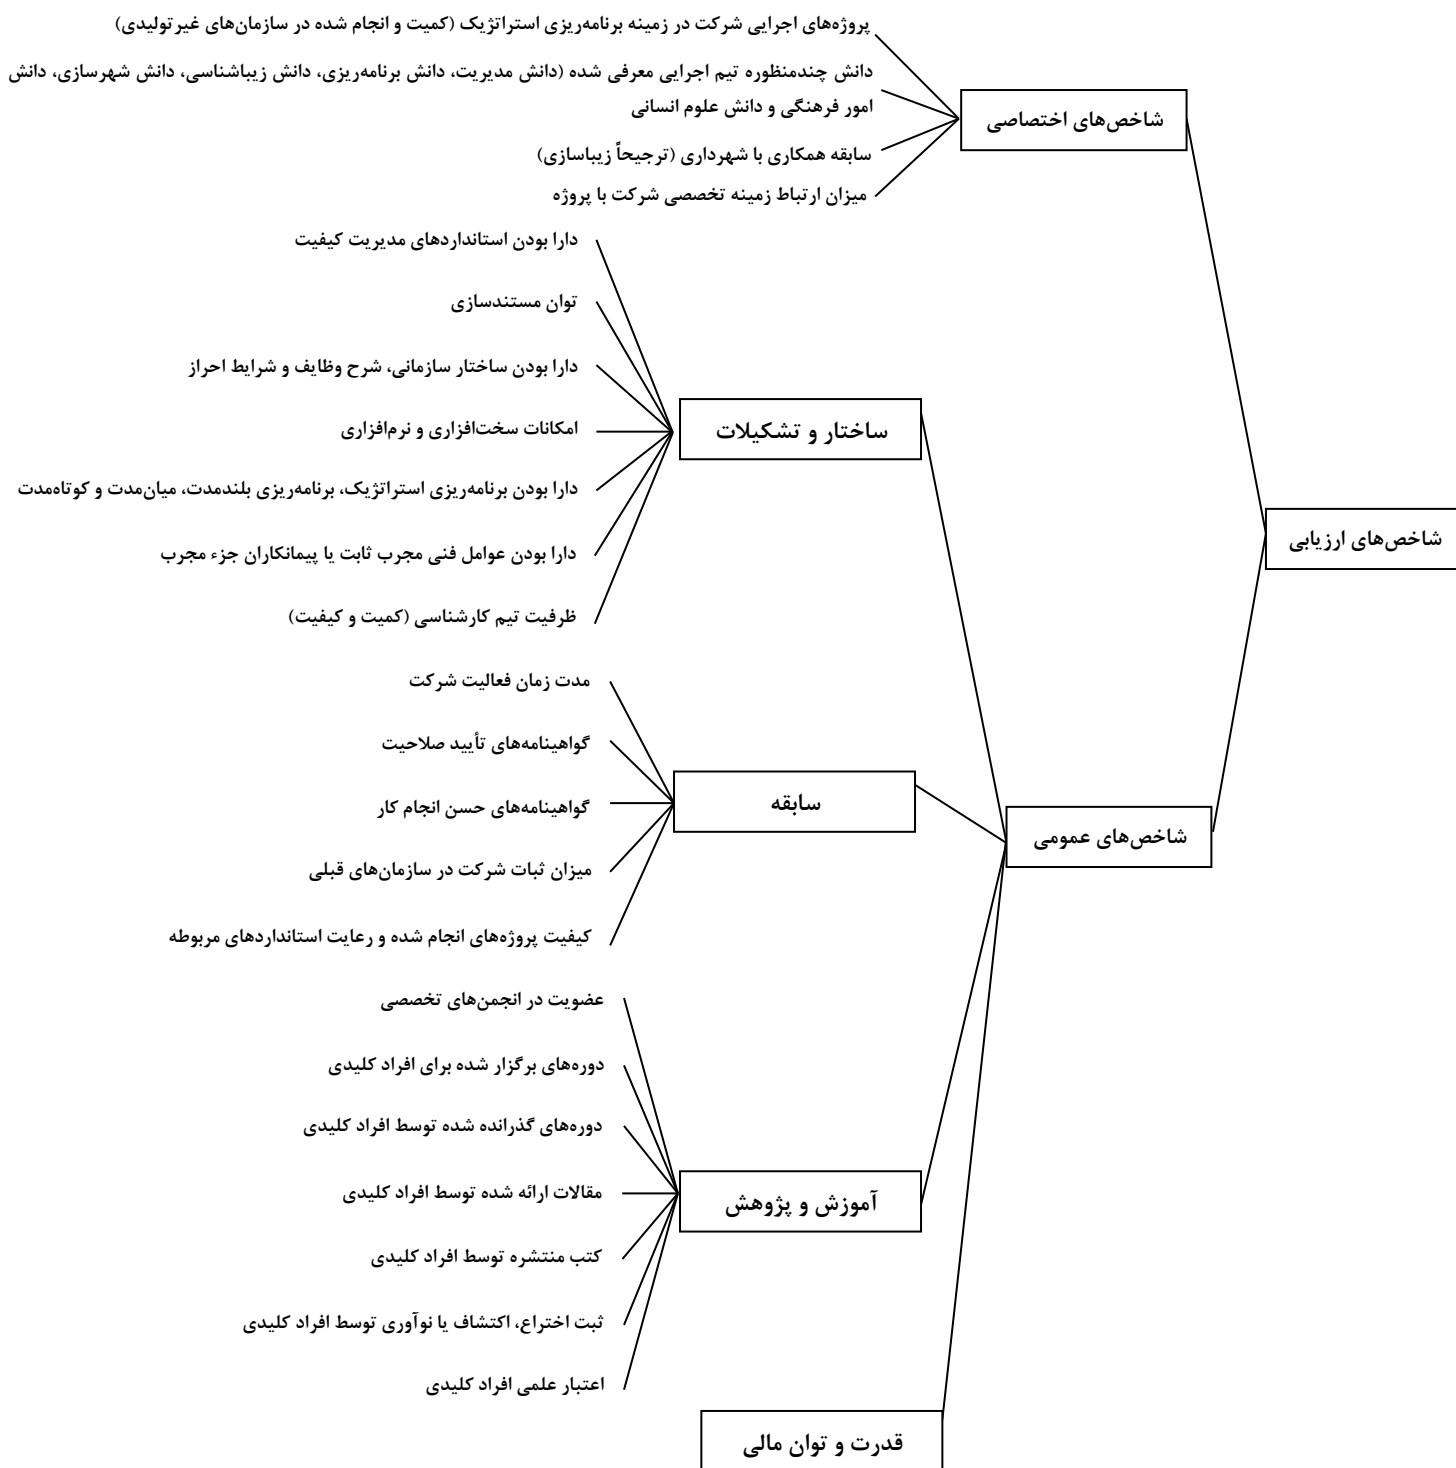 شاخص‌های ارزیابی
شاخص‌های اختصاصی
پروژه‌های اجرایی شرکت در زمینه برنامه‌ریزی استراتژیک (کمیت و انجام شده در سازمان‌های غیرتولیدی)
دانش چندمنظوره تیم اجرایی معرفی شده (دانش مدیریت، دانش برنامه‌ریزی، دانش زیباشناسی، دانش شهرسازی، دانش
امور فرهنگی و دانش علوم انسانی
سابقه همکاری با شهرداری (ترجیحاً زیباسازی)
میزان ارتباط زمینه تخصصی شرکت با پروژه
شاخص‌های عمومی
ساختار و تشکیلات
دارا بودن استانداردهای مدیریت کیفیت
توان مستندسازی
دارا بودن ساختار سازمانی، شرح وظایف و شرایط احراز
امکانات سخت‌افزاری و نرم‌افزاری
دارا بودن برنامه‌ریزی استراتژیک، برنامه‌ریزی بلندمدت، میان‌مدت و کوتاه‌مدت
دارا بودن عوامل فنی مجرب ثابت یا پیمانکاران جزء مجرب
ظرفیت تیم کارشناسی (کمیت و کیفیت)
سابقه
مدت زمان فعالیت شرکت
گواهینامه‌های تأیید صلاحیت
گواهینامه‌های حسن انجام کار
میزان ثبات شرکت در سازمان‌های قبلی
کیفیت پروژه‌های انجام شده و رعایت استانداردهای مربوطه
آموزش و پژوهش
عضویت در انجمن‌های تخصصی
دوره‌های برگزار شده برای افراد کلیدی
دوره‌های گذرانده شده توسط افراد کلیدی
مقالات ارائه شده توسط افراد کلیدی
کتب منتشره توسط افراد کلیدی
ثبت اختراع، اکتشاف یا نوآوری توسط افراد کلیدی
اعتبار علمی افراد کلیدی
قدرت و توان مالی